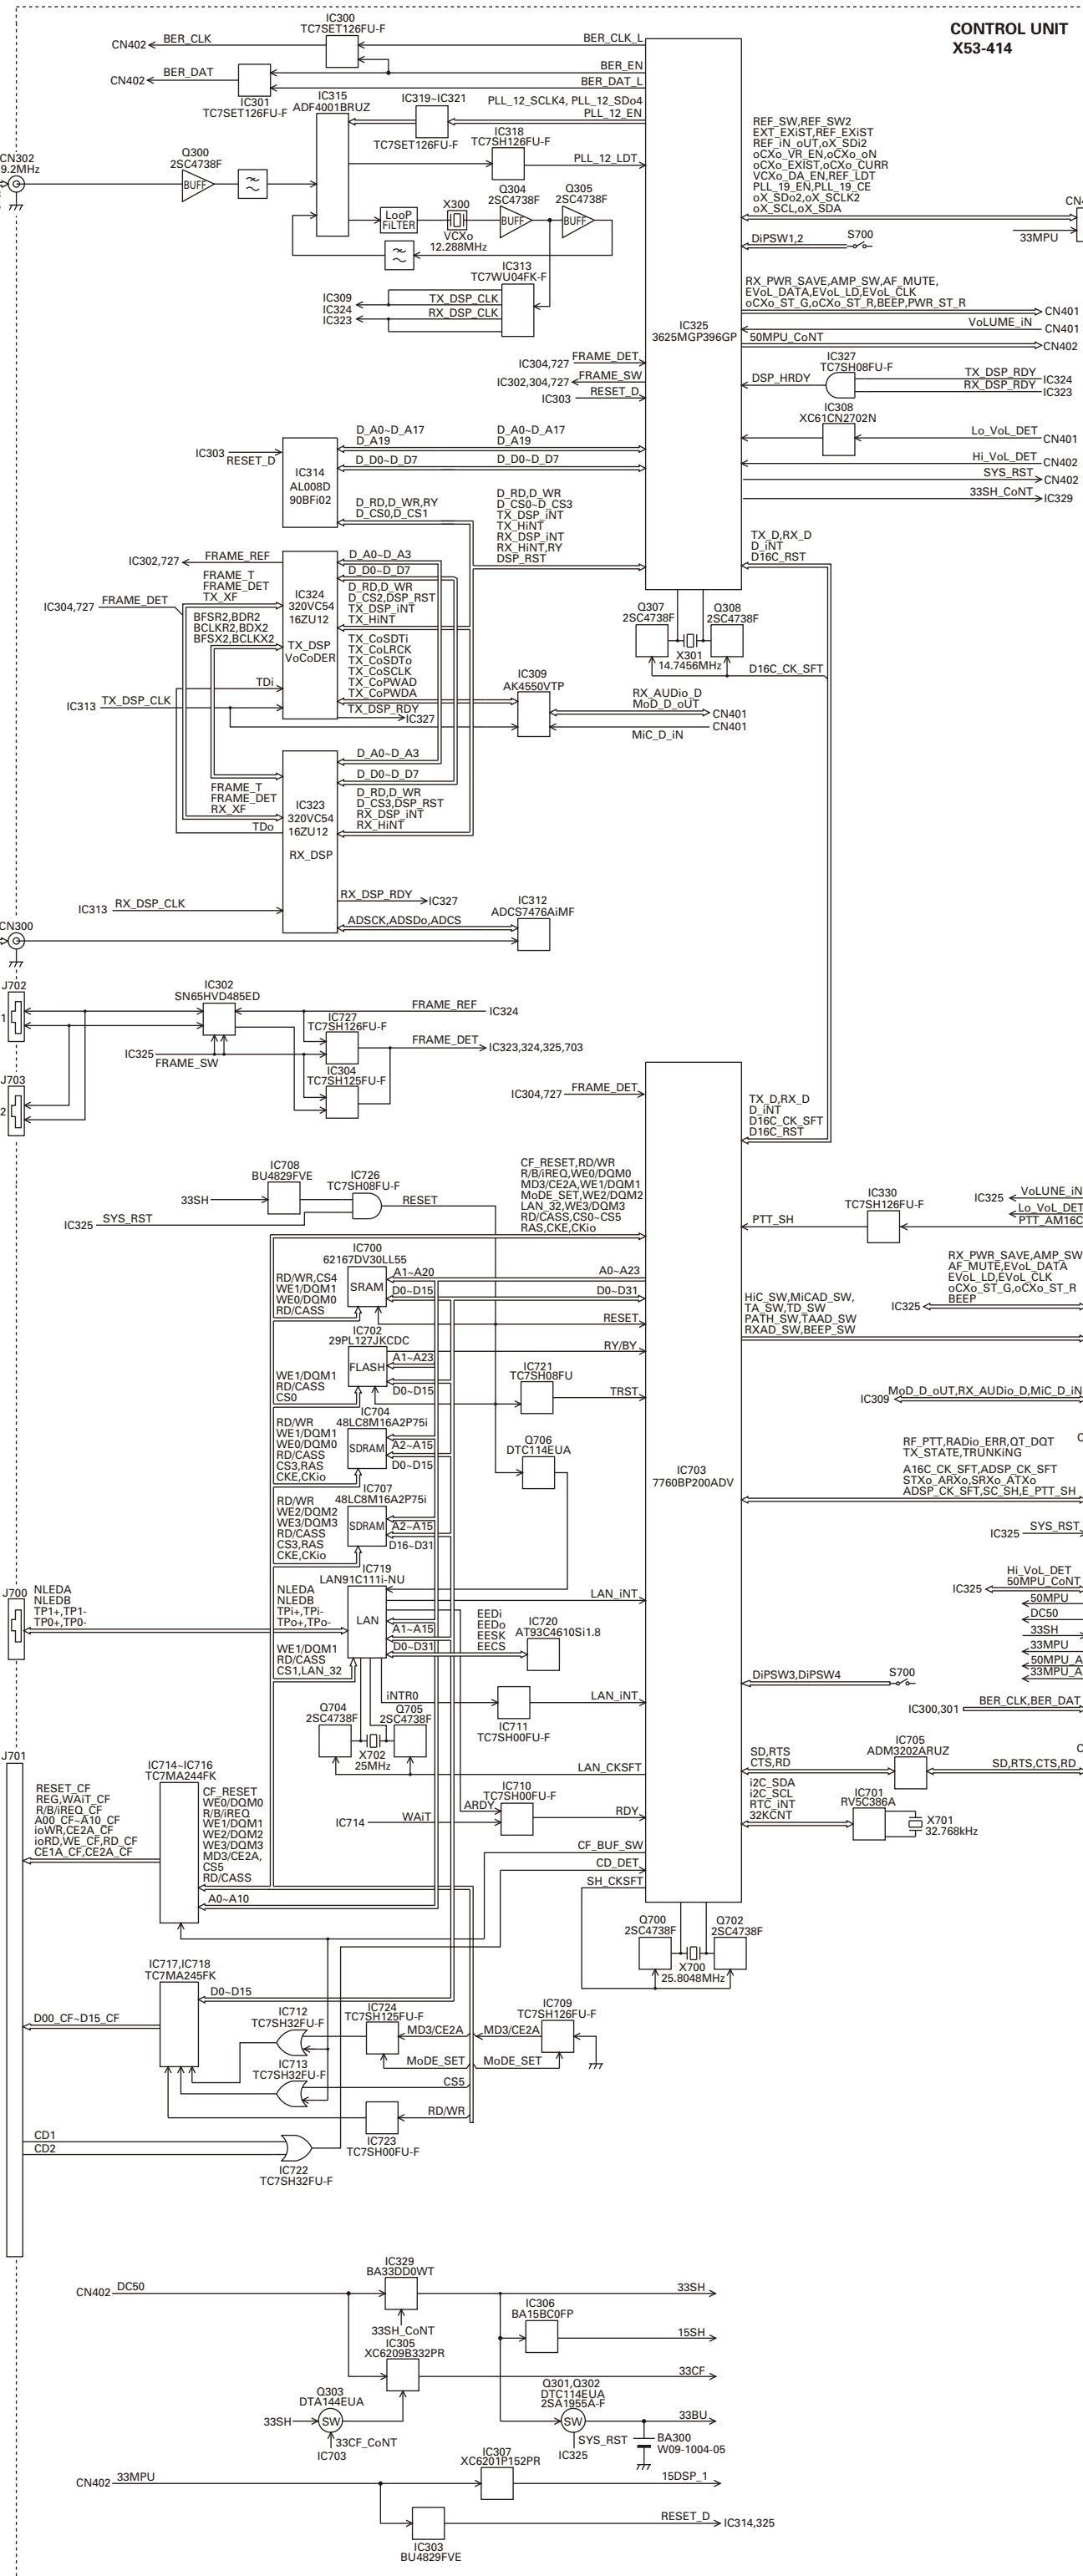 CONTROL UNIT
X53-414
IC300
TC7SET126FU-F
CN402
BER_CLK
BER_CLK_L
BER_EN
CN402
BER_DAT
BER_DAT_L
IC301
TC7SET126FU-F
IC315
ADF4001BRUZ
IC319~IC321
TC7SET126FU-F
PLL_12_SCLK4, PLL_12_SDo4
PLL_12_EN
IC318
TC7SH126FU-F
PLL_12_LDT
CN302
9.2MHz
Q300
2SC4738F
BUFF
LooP
FiLTER
X300
VCXo
12.288MHz
Q304
2SC4738F
BUFF
Q305
2SC4738F
BUFF
IC313
TC7WU04FK-F
IC309
IC324
IC323
TX_DSP_CLK
RX_DSP_CLK
REF_SW,REF_SW2
EXT_EXiST,REF_EXiST
REF_iN_oUT,oX_SDi2
oCXo_VR_EN,oCXo_oN
oCXo_EXIST,oCXo_CURR
VCXo_DA_EN,REF_LDT
PLL_19_EN,PLL_19_CE
oX_SDo2,oX_SCLK2
oX_SCL,oX_SDA
33MPU
DiPSW1,2
S700
RX_PWR_SAVE,AMP_SW,AF_MUTE,
EVoL_DATA,EVoL_LD,EVoL_CLK
oCXo_ST_G,oCXo_ST_R,BEEP,PWR_ST_R
CN401
VoLUME_iN
CN401
50MPU_CoNT
CN402
IC325
3625MGP396GP
IC327
TC7SH08FU-F
DSP_HRDY
TX_DSP_RDY
IC324
RX_DSP_RDY
IC323
IC308
XC61CN2702N
Lo_VoL_DET
CN401
Hi_VoL_DET
CN402
SYS_RST
CN402
33SH_CoNT
IC329
IC304,727
FRAME_DET
IC302,304,727
FRAME_SW
IC303
RESET_D
IC303
RESET_D
IC314
AL008D
90BFi02
D_A0~D_A17
D_A19
D_D0~D_D7
D_A0~D_A17
D_A19
D_D0~D_D7
D_RD,D_WR,RY
D_CS0,D_CS1
D_RD,D_WR
D_CS0~D_CS3
TX_DSP_iNT
TX_HiNT
RX_DSP_iNT
RX_HiNT,RY
DSP_RST
TX_D,RX_D
D_iNT
D16C_RST
IC302,727
FRAME_REF
IC304,727
FRAME_DET
FRAME_T
FRAME_DET
TX_XF
BFSR2,BDR2
BCLKR2,BDX2
BFSX2,BCLKX2
TDi
IC313
TX_DSP_CLK
IC324
320VC54
16ZU12
TX_DSP
VoCoDER
D_A0~D_A3
D_D0~D_D7
D_RD,D_WR
D_CS2,DSP_RST
TX_DSP_iNT
TX_HiNT
TX_CoSDTi
TX_CoLRCK
TX_CoSDTo
TX_CoSCLK
TX_CoPWAD
TX_CoPWDA
TX_DSP_RDY
IC327
IC309
AK4550VTP
RX_AUDio_D
MoD_D_oUT
CN401
CN401
MiC_D_iN
Q307
2SC4738F
Q308
2SC4738F
X301
14.7456MHz
D16C_CK_SFT
FRAME_T
FRAME_DET
RX_XF
TDo
IC323
320VC54
16ZU12
RX_DSP
D_A0~D_A3
D_D0~D_D7
D_RD,D_WR
D_CS3,DSP_RST
RX_DSP_iNT
RX_HiNT
IC313
RX_DSP_CLK
RX_DSP_RDY
IC327
ADSCK,ADSDo,ADCS
IC312
ADCS7476AiMF
CN300
J702
1
J703
2
IC302
SN65HVD485ED
IC325
FRAME_SW
FRAME_REF
IC324
IC727
TC7SH126FU-F
IC304
TC7SH125FU-F
FRAME_DET
IC323,324,325,703
IC304,727
FRAME_DET
TX_D,RX_D
D_iNT
D16C_CK_SFT
D16C_RST
IC703
7760BP200ADV
33SH
IC708
BU4829FVE
IC726
TC7SH08FU-F
RESET
IC325
SYS_RST
CF_RESET,RD/WR
R/B/iREQ,WE0/DQM0
MD3/CE2A,WE1/DQM1
MoDE_SET,WE2/DQM2
LAN_32,WE3/DQM3
RD/CASS,CS0~CS5
RAS,CKE,CKio
IC700
62167DV30LL55
SRAM
RD/WR,CS4
WE1/DQM1
WE0/DQM0
RD/CASS
A1~A20
D0~D15
A0~A23
D0~D31
RESET
IC702
29PL127JKCDC
FLASH
WE1/DQM1
RD/CASS
CS0
A1~A23
D0~D15
RY/BY
IC721
TC7SH08FU
TRST
IC704
48LC8M16A2P75i
SDRAM
RD/WR
WE1/DQM1
WE0/DQM0
RD/CASS
CS3,RAS
CKE,CKio
A2~A15
D0~D15
Q706
DTC114EUA
IC707
48LC8M16A2P75i
SDRAM
RD/WR
WE2/DQM2
WE3/DQM3
RD/CASS
CS3,RAS
CKE,CKio
A2~A15
D16~D31
IC719
LAN91C111i-NU
LAN
J700
NLEDA
NLEDB
TP1+,TP1-
TP0+,TP0-
NLEDA
NLEDB
TPi+,TPi-
TPo+,TPo-
WE1/DQM1
RD/CASS
CS1,LAN_32
A1~A15
D0~D31
LAN_iNT
EEDi
EEDo
EESK
EECS
IC720
AT93C4610Si1.8
iNTR0
IC711
TC7SH00FU-F
LAN_iNT
Q704
2SC4738F
Q705
2SC4738F
X702
25MHz
LAN_CKSFT
ARDY
IC710
TC7SH00FU-F
IC714
WAiT
RDY
CF_BUF_SW
CD_DET
SH_CKSFT
PTT_SH
IC330
TC7SH126FU-F
IC325
VoLUNE_iN
Lo_VoL_DET
PTT_AM16C
HiC_SW,MiCAD_SW,
TA_SW,TD_SW
PATH_SW,TAAD_SW
RXAD_SW,BEEP_SW
RX_PWR_SAVE,AMP_SW
AF_MUTE,EVoL_DATA
EVoL_LD,EVoL_CLK
oCXo_ST_G,oCXo_ST_R
BEEP
IC325
IC309
MoD_D_oUT,RX_AUDio_D,MiC_D_iN
RF_PTT,RADio_ERR,QT_DQT
TX_STATE,TRUNKiNG
A16C_CK_SFT,ADSP_CK_SFT
STXo_ARXo,SRXo_ATXo
ADSP_CK_SFT,SC_SH,E_PTT_SH
IC325
SYS_RST
IC325
Hi_VoL_DET
50MPU_CoNT
50MPU
DC50
33SH
33MPU
50MPU_A
33MPU_A
DiPSW3,DiPSW4
S700
IC300,301
BER_CLK,BER_DAT
SD,RTS
CTS,RD
IC705
ADM3202ARUZ
SD,RTS,CTS,RD
i2C_SDA
i2C_SCL
RTC_iNT
32KCNT
IC701
RV5C386A
X701
32.768kHz
J701
RESET_CF
REG,WAiT_CF
R/B/iREQ_CF
A00_CF~A10_CF
ioWR,CE2A_CF
ioRD,WE_CF,RD_CF
CE1A_CF,CE2A_CF
IC714~IC716
TC7MA244FK
CF_RESET
WE0/DQM0
R/B/iREQ
WE1/DQM1
WE2/DQM2
WE3/DQM3
MD3/CE2A,
CS5
RD/CASS
A0~A10
Q700
2SC4738F
Q702
2SC4738F
X700
25.8048MHz
IC717,IC718
TC7MA245FK
D0~D15
D00_CF~D15_CF
IC712
TC7SH32FU-F
IC713
TC7SH32FU-F
IC724
TC7SH125FU-F
MD3/CE2A
MD3/CE2A
IC709
TC7SH126FU-F
MoDE_SET
MoDE_SET
CS5
RD/WR
IC723
TC7SH00FU-F
CD1
CD2
IC722
TC7SH32FU-F
CN402
DC50
IC329
BA33DD0WT
33SH
33SH_CoNT
IC306
BA15BC0FP
15SH
IC305
XC6209B332PR
33CF
Q303
DTA144EUA
33SH
SW
33CF_CoNT
IC703
Q301,Q302
DTC114EUA
2SA1955A-F
SW
33BU
SYS_RST
IC325
BA300
W09-1004-05
CN402
33MPU
IC307
XC6201P152PR
15DSP_1
RESET_D
IC314,325
IC303
BU4829FVE